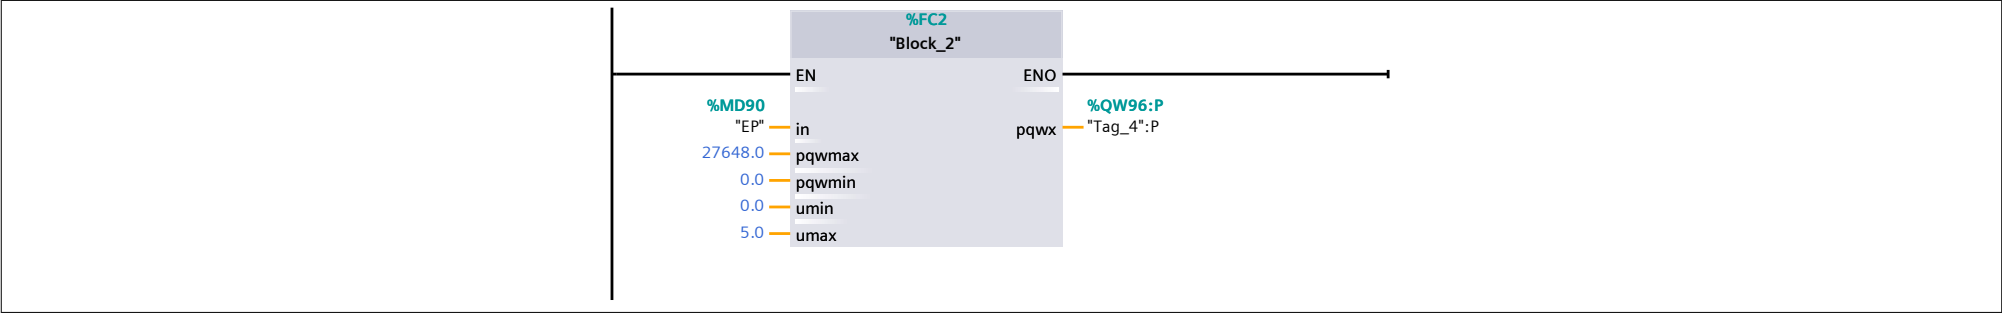 %FC2
"Block_2"
EN ENO
%MD90 %QW96:P
"EP" in pqwx "Tag_4":P
27648.0 pqwmax
0.0 pqwmin
0.0 umin
5.0 umax